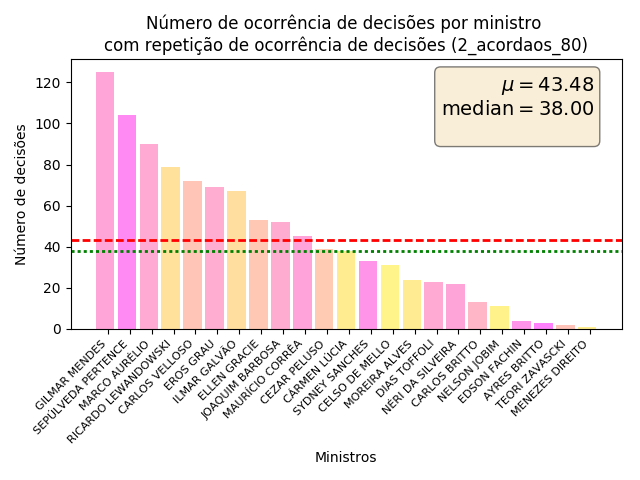 Número de ocorrência de decisões por ministro
com repetição de ocorrência de decisões (2_acordaos_80)
μ = 43.48
median = 38.00
Número de decisões
120
100
80
60
40
20
0
GILMAR MENDES
SEPÚLVEDA PERTENCE
MARCO AURÉLIO
RICARDO LEWANDOWSKI
CARLOS VELLOSO
EROS GRAU
ILMAR GALVÃO
ELLEN GRACIE
JOAQUIM BARBOSA
MAURÍCIO CORRÊA
CEZAR PELUSO
CÁRMEN LÚCIA
SYDNEY SANCHES
CELSO DE MELLO
MOREIRA ALVES
DIAS TOFFOLI
NÉRI DA SILVEIRA
CARLOS BRITTO
NELSON JOBIM
EDSON FACHIN
AYRES BRITTO
TEORI ZAVASCKI
MENEZES DIREITO
Ministros